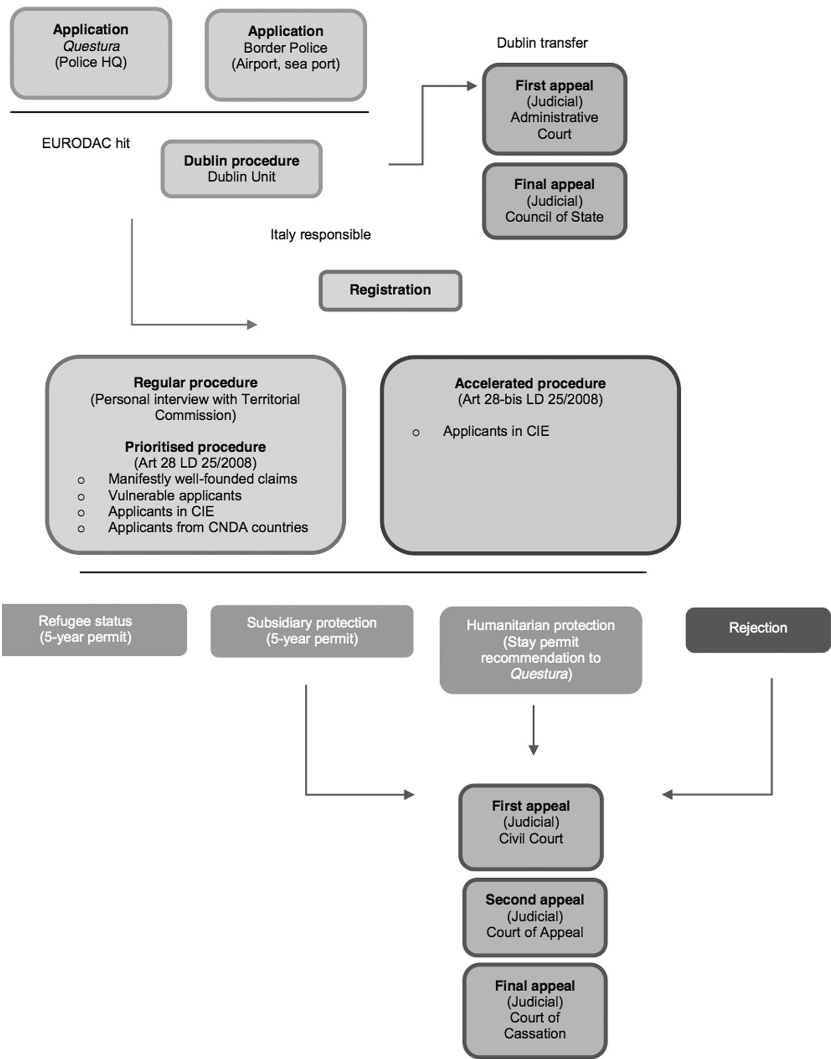 Application
Questura
(Police HQ)
Application
Border Police
(Airport, sea port)
Dublin transfer
First appeal
(Judicial)
Administrative
Court
EURODAC hit
Dublin procedure
Dublin Unit
Final appeal
(Judicial)
Council of State
Italy responsible
Registration
Regular procedure
(Personal interview with Territorial
Commission)
Prioritised procedure
(Art 28 LD 25/2008)
o Manifestly well-founded claims
o Vulnerable applicants
o Applicants in CIE
o Applicants from CNDA countries
Accelerated procedure
(Art 28-bis LD 25/2008)
o Applicants in CIE
Refugee status
(5-year permit)
Subsidiary protection
(5-year permit)
Humanitarian protection
(Stay permit
recommendation to
Questura)
Rejection
First appeal
(Judicial)
Civil Court
Second appeal
(Judicial)
Court of Appeal
Final appeal
(Judicial)
Court of
Cassation